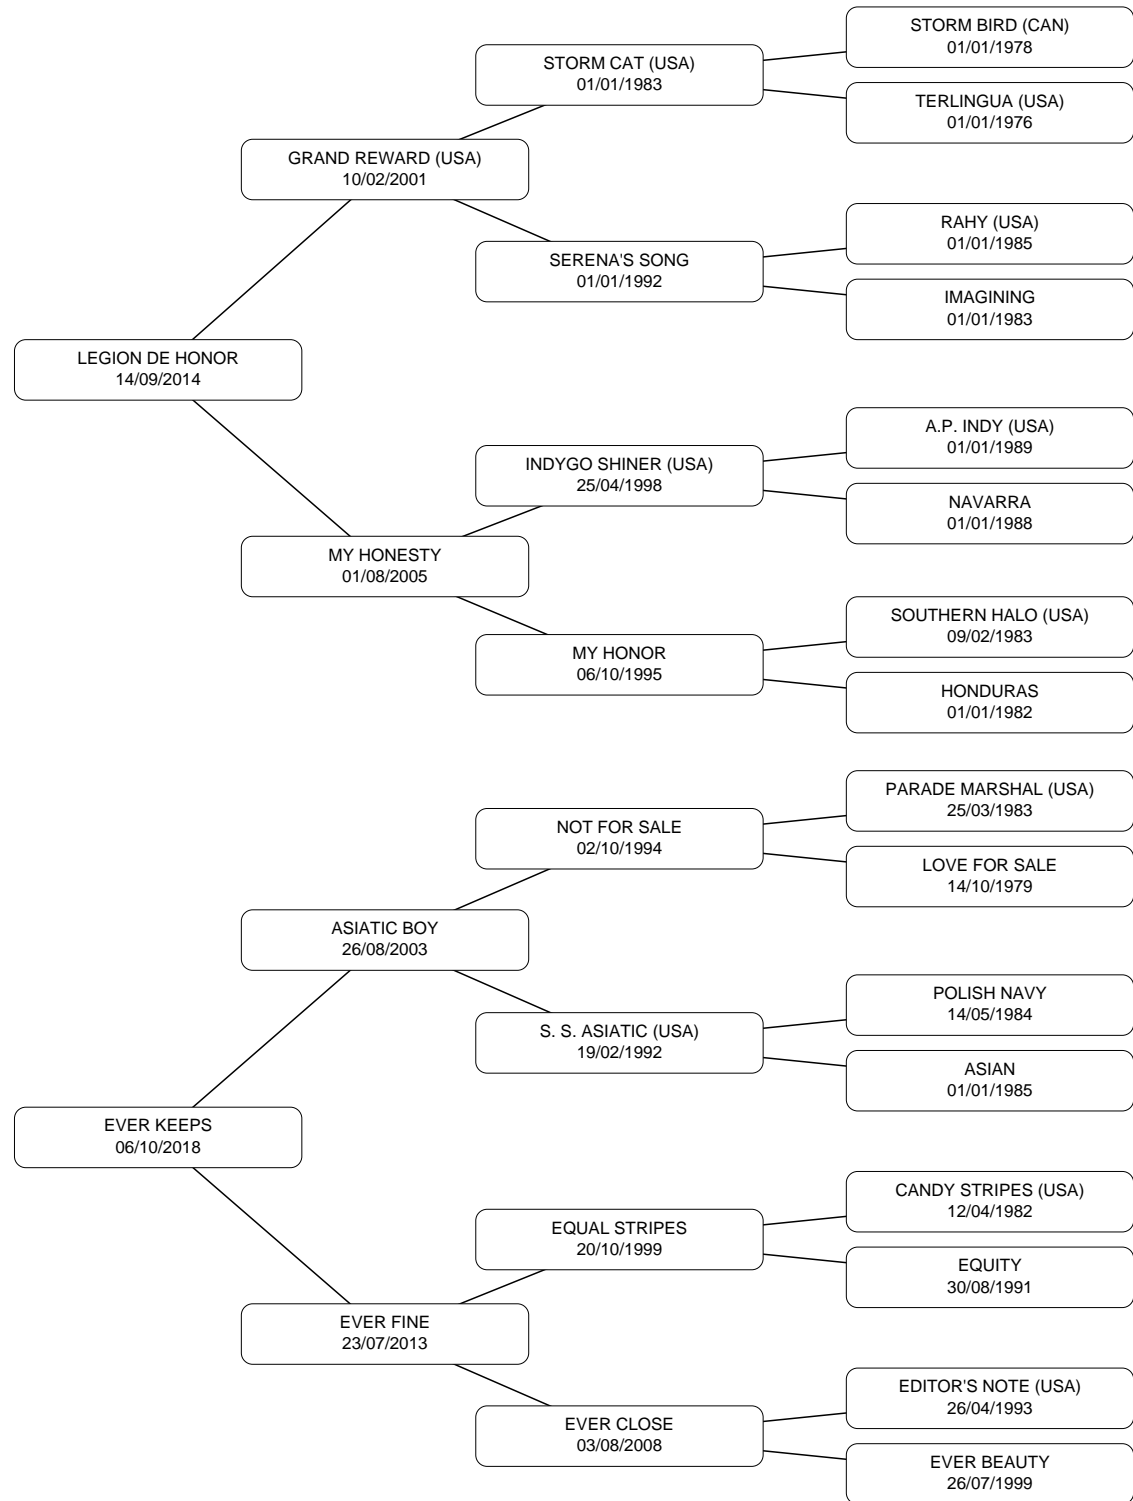 STORM BIRD (CAN)
01/01/1978
STORM CAT (USA)
01/01/1983
TERLINGUA (USA)
01/01/1976
GRAND REWARD (USA)
10/02/2001
RAHY (USA)
01/01/1985
SERENA'S SONG
01/01/1992
IMAGINING
01/01/1983
LEGION DE HONOR
14/09/2014
A.P. INDY (USA)
01/01/1989
INDYGO SHINER (USA)
25/04/1998
NAVARRA
01/01/1988
MY HONESTY
01/08/2005
SOUTHERN HALO (USA)
09/02/1983
MY HONOR
06/10/1995
HONDURAS
01/01/1982
PARADE MARSHAL (USA)
25/03/1983
NOT FOR SALE
02/10/1994
LOVE FOR SALE
14/10/1979
ASIATIC BOY
26/08/2003
POLISH NAVY
14/05/1984
S. S. ASIATIC (USA)
19/02/1992
ASIAN
01/01/1985
EVER KEEPS
06/10/2018
CANDY STRIPES (USA)
12/04/1982
EQUAL STRIPES
20/10/1999
EQUITY
30/08/1991
EVER FINE
23/07/2013
EDITOR'S NOTE (USA)
26/04/1993
EVER CLOSE
03/08/2008
EVER BEAUTY
26/07/1999